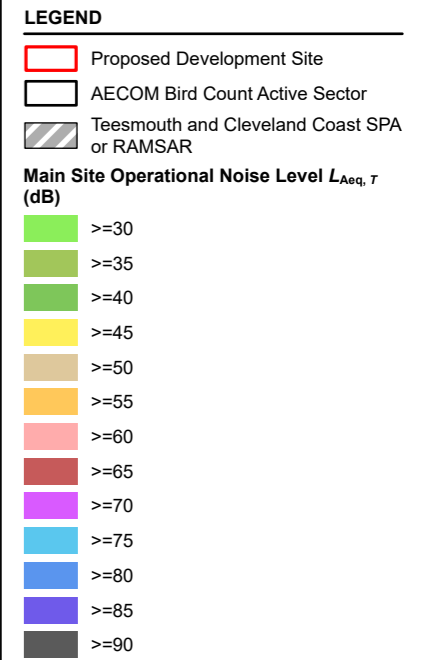 LEGEND
Proposed Development Site
AECOM Bird Count Active Sector
Teesmouth and Cleveland Coast SPA
or RAMSAR
Main Site Operational Noise Level LAeq, T
(dB)
>=30
>=35
>=40
>=45
>=50
>=55
>=60
>=65
>=70
>=75
>=80
>=85
>=90